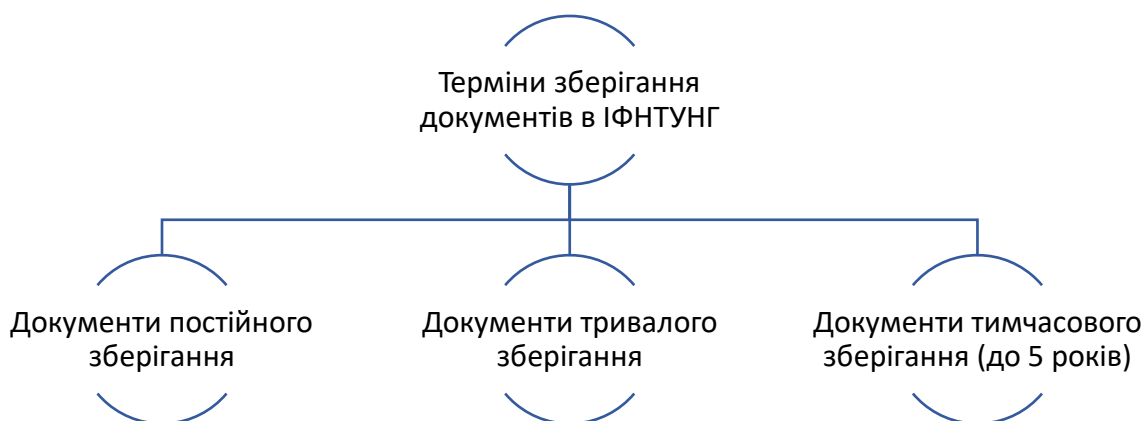 Терміни зберігання
документів в ІФНТУНГ
Документи постійного
зберігання
Документи тривалого
зберігання
Документи тимчасового
зберігання (до 5 років)